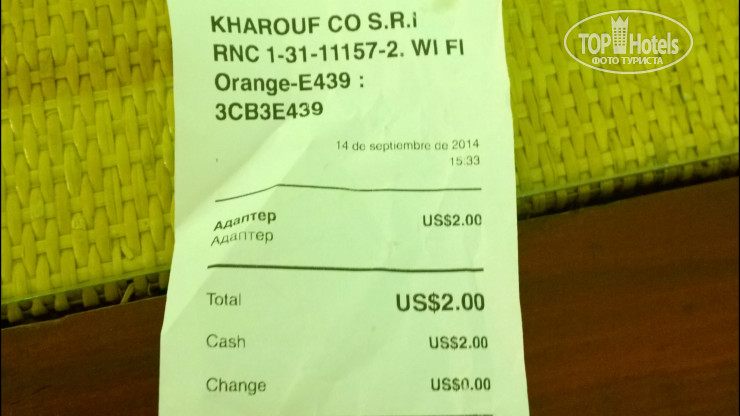 KHAROUF CO S.R.l
RNC 1-31-11157-2. WI FI
Orange-E439 :
3CB3E439
14 de septiembre de 2014
15:33
Адаптер US$2.00
Адаптер
Total US$2.00
Cash US$2.00
Change US$0.00
TOP Hotels
ФОТО ТУРИСТА